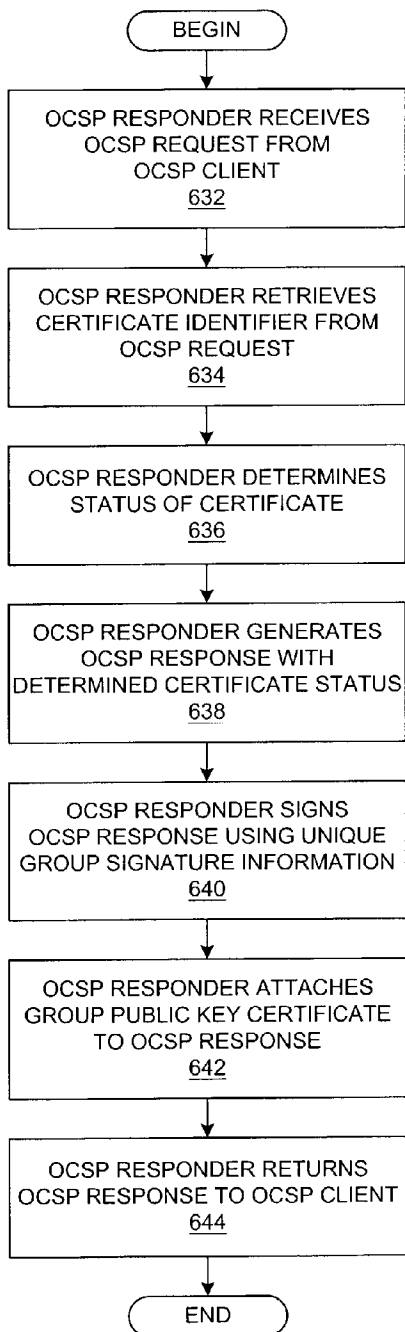 BEGIN
OCSP RESPONDER RECEIVES
OCSP REQUEST FROM
OCSP CLIENT
632
OCSP RESPONDER RETRIEVES
CERTIFICATE IDENTIFIER FROM
OCSP REQUEST
634
OCSP RESPONDER DETERMINES
STATUS OF CERTIFICATE
636
OCSP RESPONDER GENERATES
OCSP RESPONSE WITH
DETERMINED CERTIFICATE STATUS
638
OCSP RESPONDER SIGNS
OCSP RESPONSE USING UNIQUE
GROUP SIGNATURE INFORMATION
640
OCSP RESPONDER ATTACHES
GROUP PUBLIC KEY CERTIFICATE
TO OCSP RESPONSE
642
OCSP RESPONDER RETURNS
OCSP RESPONSE TO OCSP CLIENT
644
END